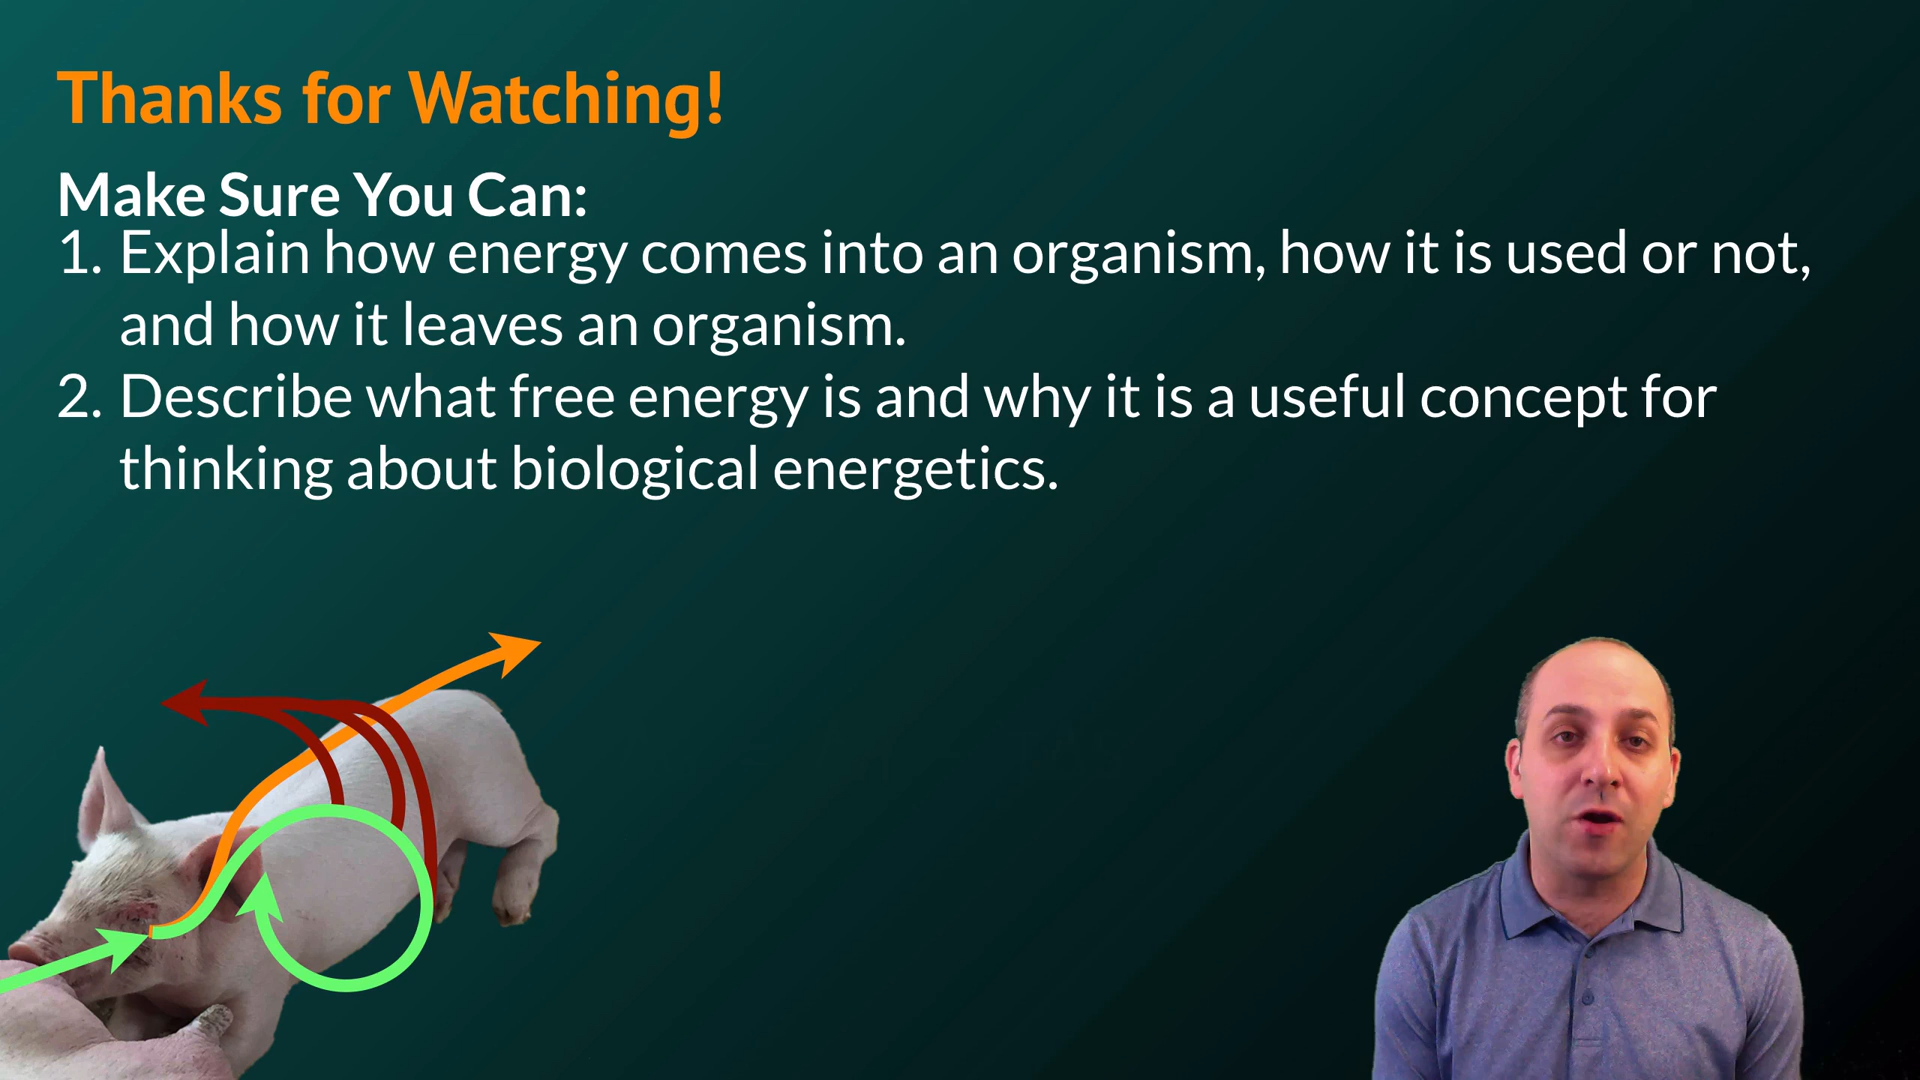 Thanks for Watching!
Make Sure You Can:
1. Explain how energy comes into an organism, how it is used or not,
and how it leaves an organism.
2. Describe what free energy is and why it is a useful concept for
thinking about biological energetics.